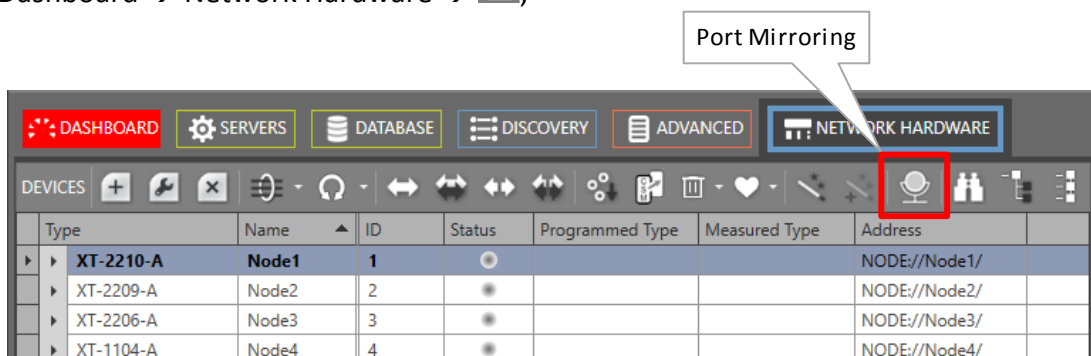 Dashboard → Network Hardware →
Port Mirroring
DASHBOARD SERVERS DATABASE DISCOVERY ADVANCED NETWORK HARDWARE
DEVICES
Type Name ID Status Programmed Type Measured Type Address
XT-2210-A Node1 1 NODE://Node1/
XT-2209-A Node2 2 NODE://Node2/
XT-2206-A Node3 3 NODE://Node3/
XT-1104-A Node4 4 NODE://Node4/